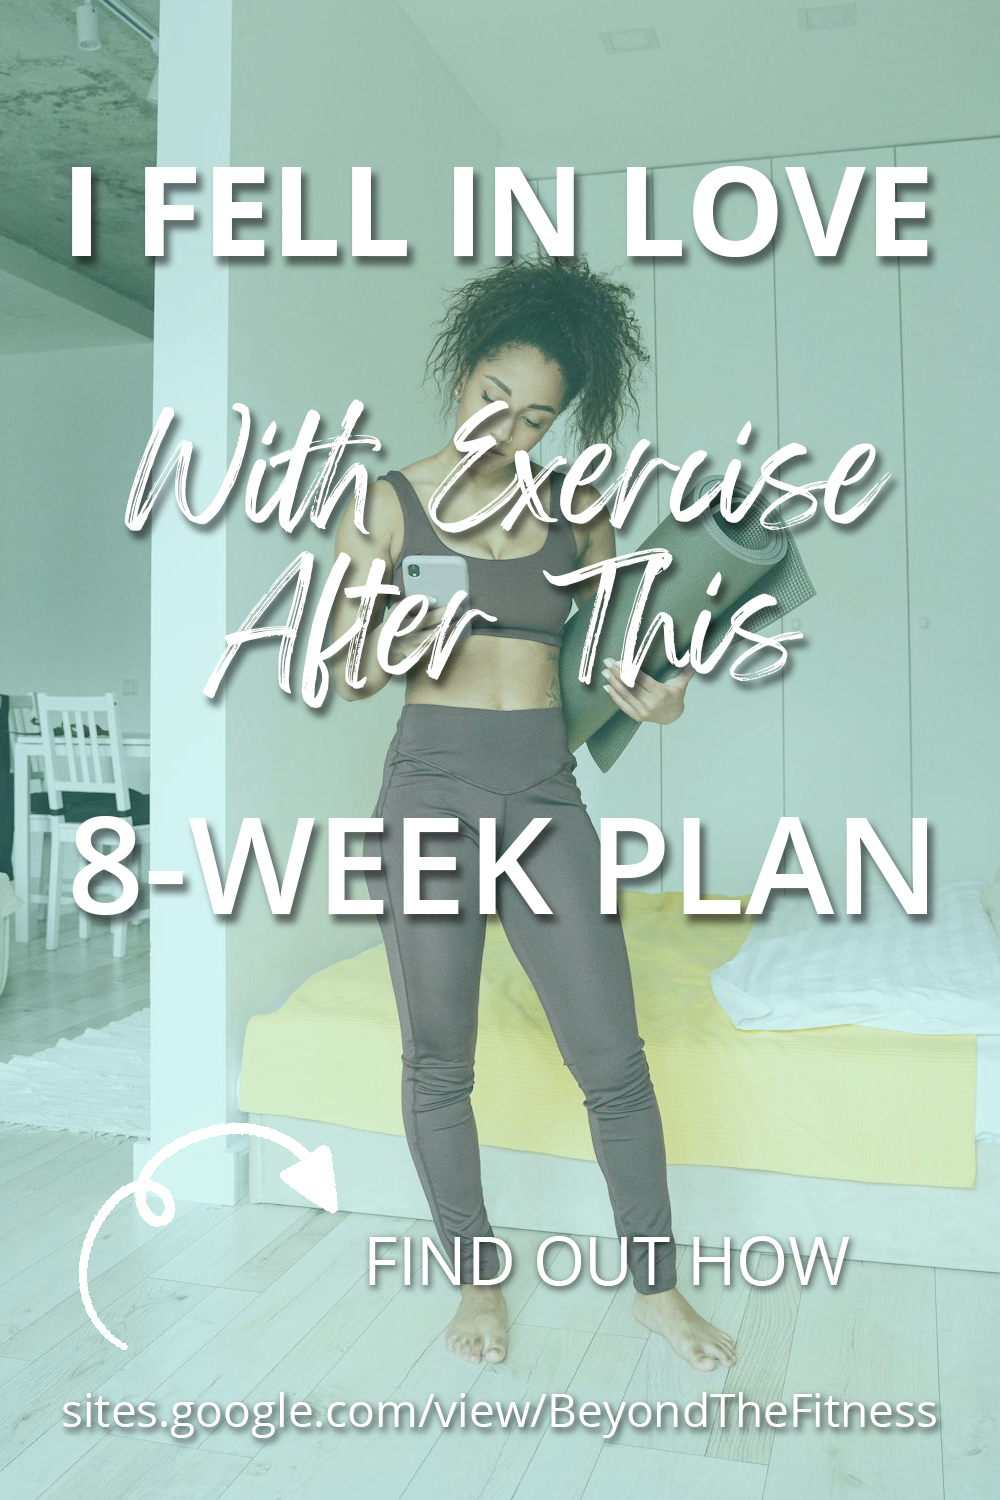 I FELL IN LOVE
With Exercise
After This
8-WEEK PLAN
FIND OUT HOW
sites.google.com/view/BeyondTheFitness